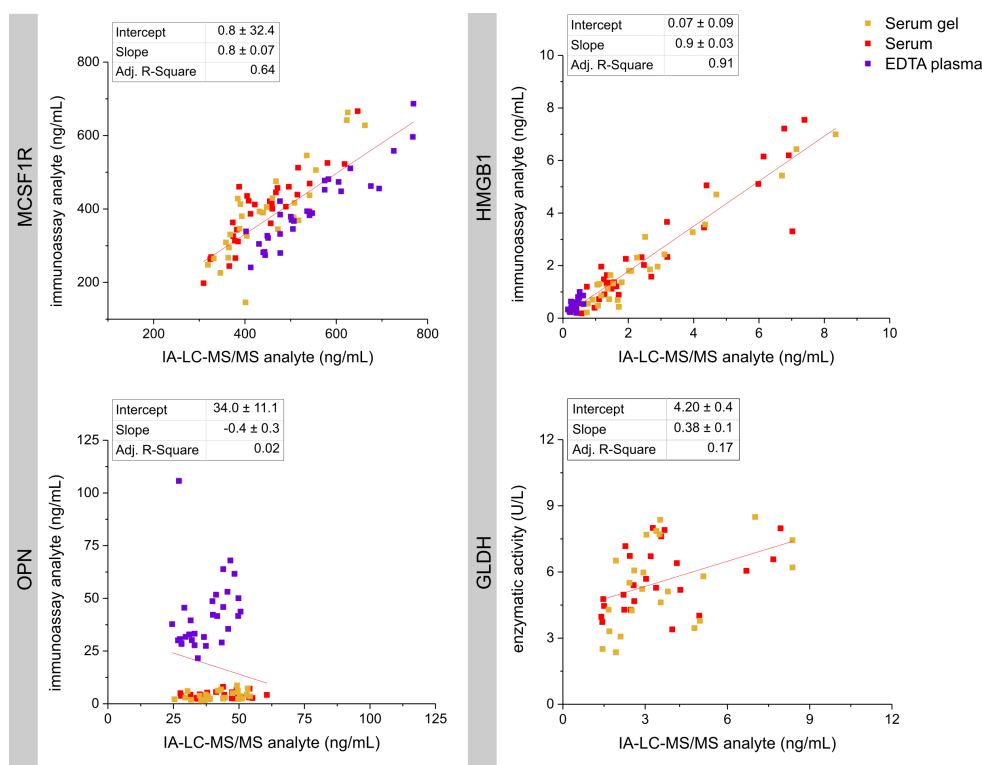 MCSF1R
Intercept 0.8 ± 32.4
Slope 0.8 ± 0.07
Adj. R-Square 0.64
800
600
400
200
200 400 600 800
immunoassay analyte (ng/mL)
IA-LC-MS/MS analyte (ng/mL)
HMGB1
Intercept 0.07 ± 0.09
Slope 0.9 ± 0.03
Adj. R-Square 0.91
10
8
6
4
2
0
0 2 4 6 8 10
immunoassay analyte (ng/mL)
IA-LC-MS/MS analyte (ng/mL)
Serum gel
Serum
EDTA plasma
OPN
Intercept 34.0 ± 11.1
Slope -0.4 ± 0.3
Adj. R-Square 0.02
125
100
75
50
25
0
0 25 50 75 100 125
immunoassay analyte (ng/mL)
IA-LC-MS/MS analyte (ng/mL)
GLDH
Intercept 4.20 ± 0.4
Slope 0.38 ± 0.1
Adj. R-Square 0.17
12
9
6
3
0
0 3 6 9 12
enzymatic activity (U/L)
IA-LC-MS/MS analyte (ng/mL)